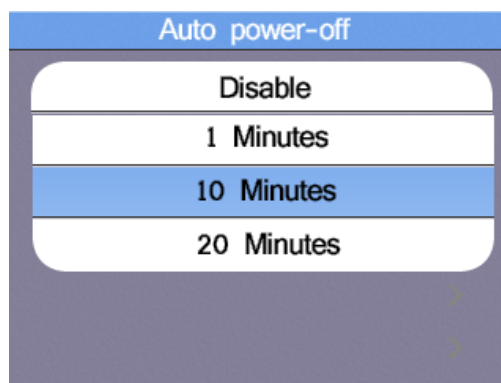 Auto power-off
Disable
1 Minutes
10 Minutes
20 Minutes